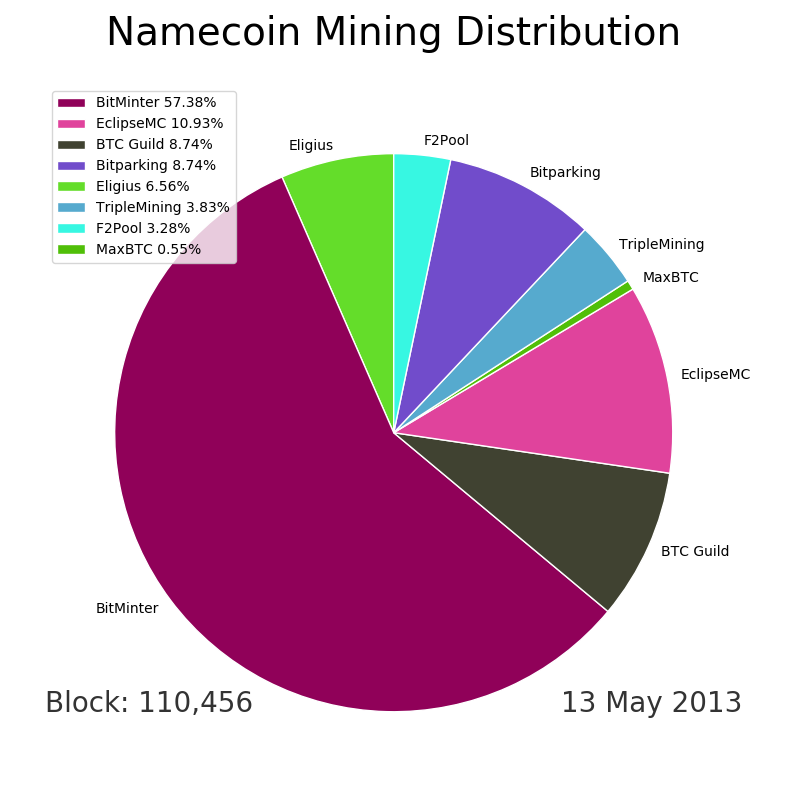 Namecoin Mining Distribution
BitMinter 57.38%
EclipseMC 10.93%
BTC Guild 8.74%
Bitparking 8.74%
Eligius 6.56%
TripleMining 3.83%
F2Pool 3.28%
MaxBTC 0.55%
F2Pool
Eligius
Bitparking
TripleMining
MaxBTC
EclipseMC
BTC Guild
BitMinter
Block: 110,456
13 May 2013